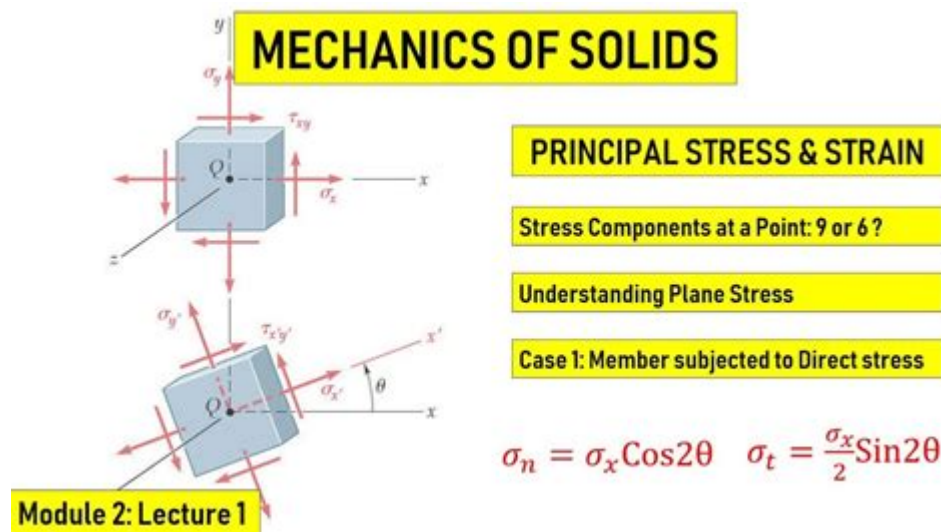 MECHANICS OF SOLIDS
y
σy
τxy
Q
x
σx
z
PRINCIPAL STRESS & STRAIN
Stress Components at a Point: 9 or 6 ?
Understanding Plane Stress
Case 1: Member subjected to Direct stress
σy'
τx'y'
x'
σx'
θ
Q
x
σn = σxCos2θ σt = σx/2 Sin2θ
Module 2: Lecture 1